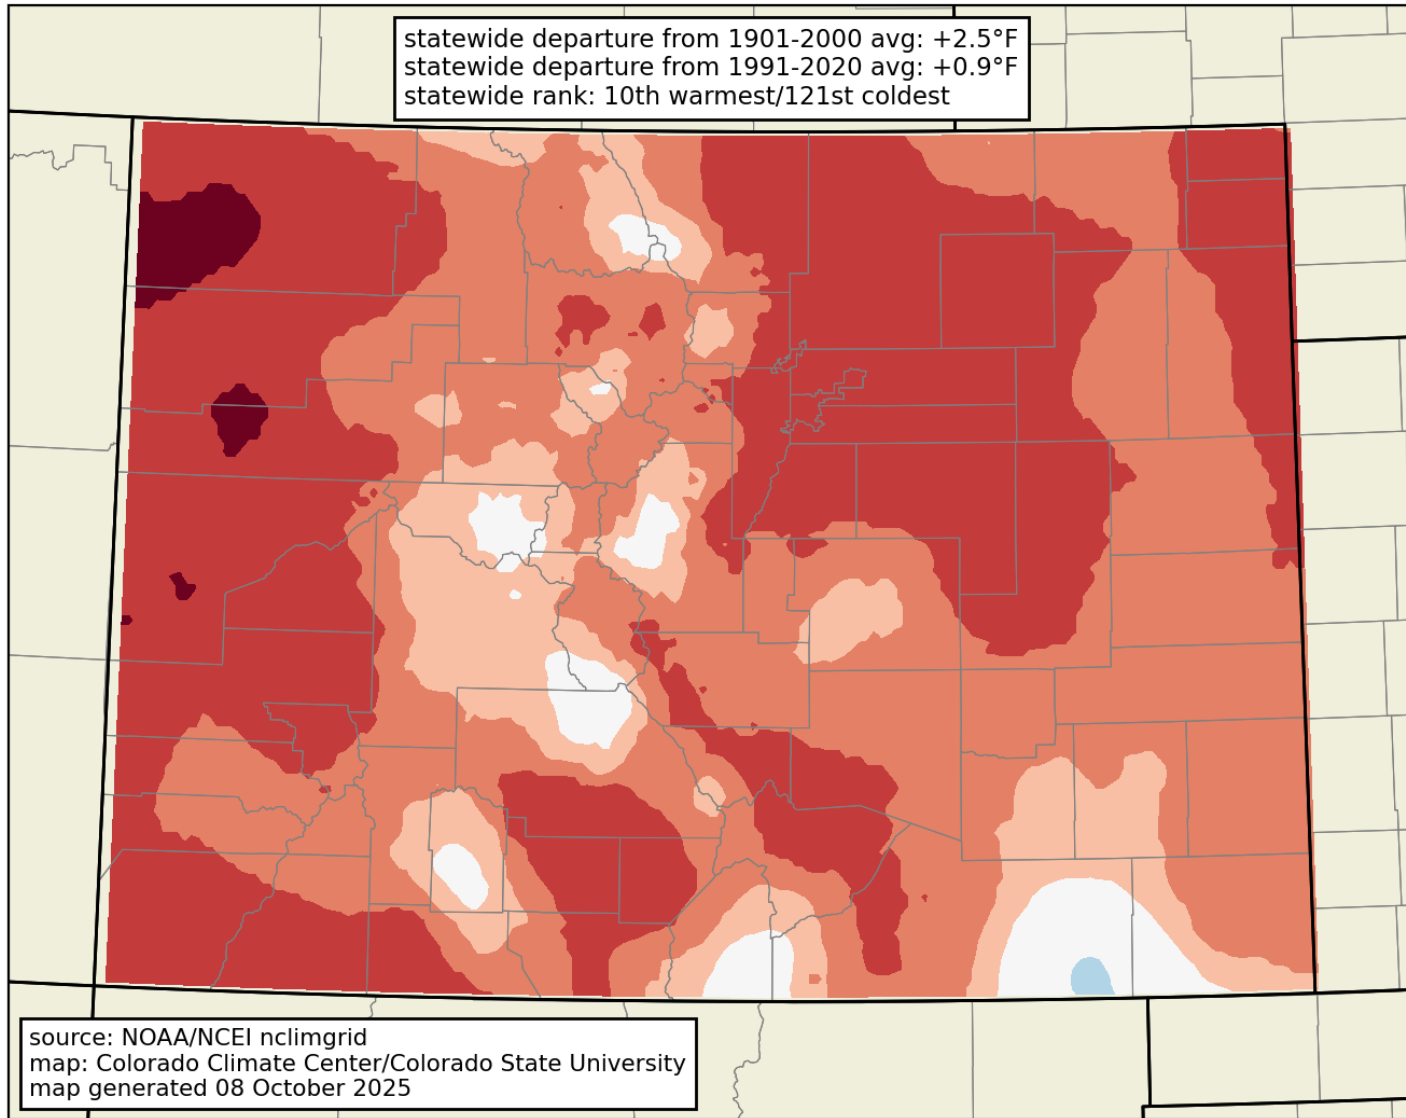 statewide departure from 1901-2000 avg: +2.5°F
statewide departure from 1991-2020 avg: +0.9°F
statewide rank: 10th warmest/121st coldest
source: NOAA/NCEI nclimgrid
map: Colorado Climate Center/Colorado State University
map generated 08 October 2025